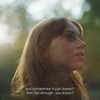 but sometimes it just doesn't
feel like enough, you know?